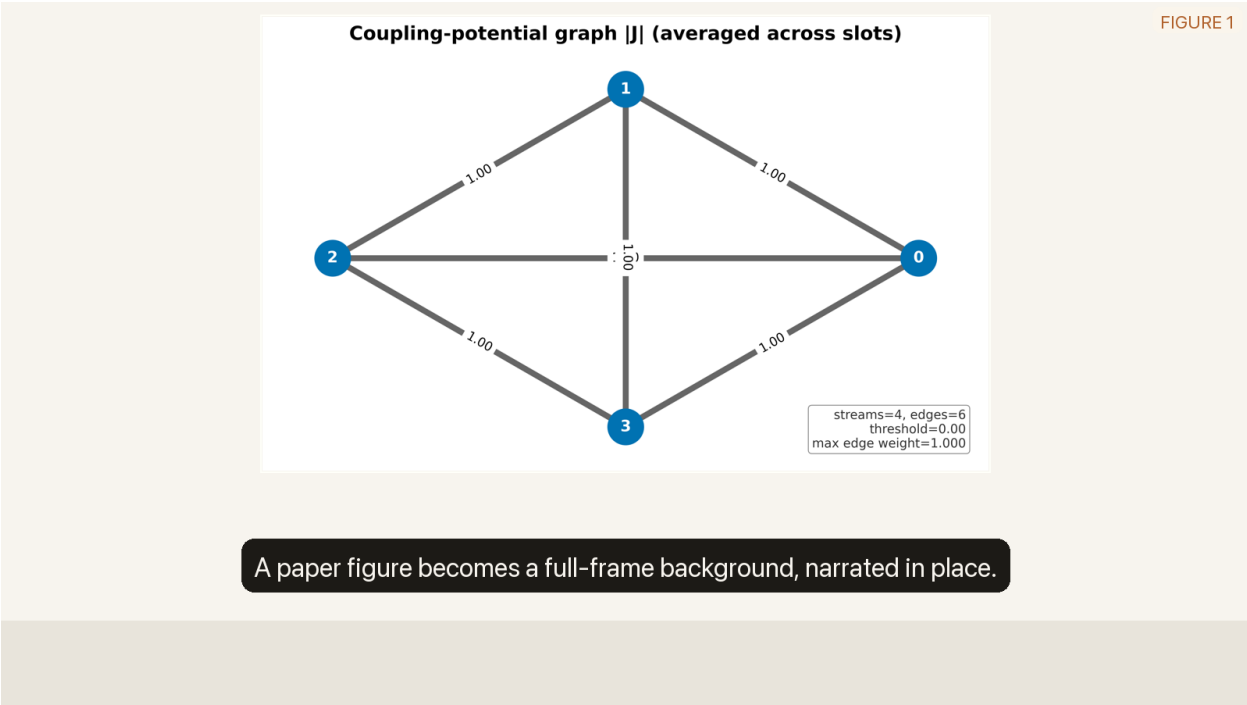 FIGURE 1
Coupling-potential graph |J| (averaged across slots)
1
1.00
1.00
2
1.00
0
1.00
1.00
3
streams=4, edges=6
threshold=0.00
max edge weight=1.000
A paper figure becomes a full-frame background, narrated in place.